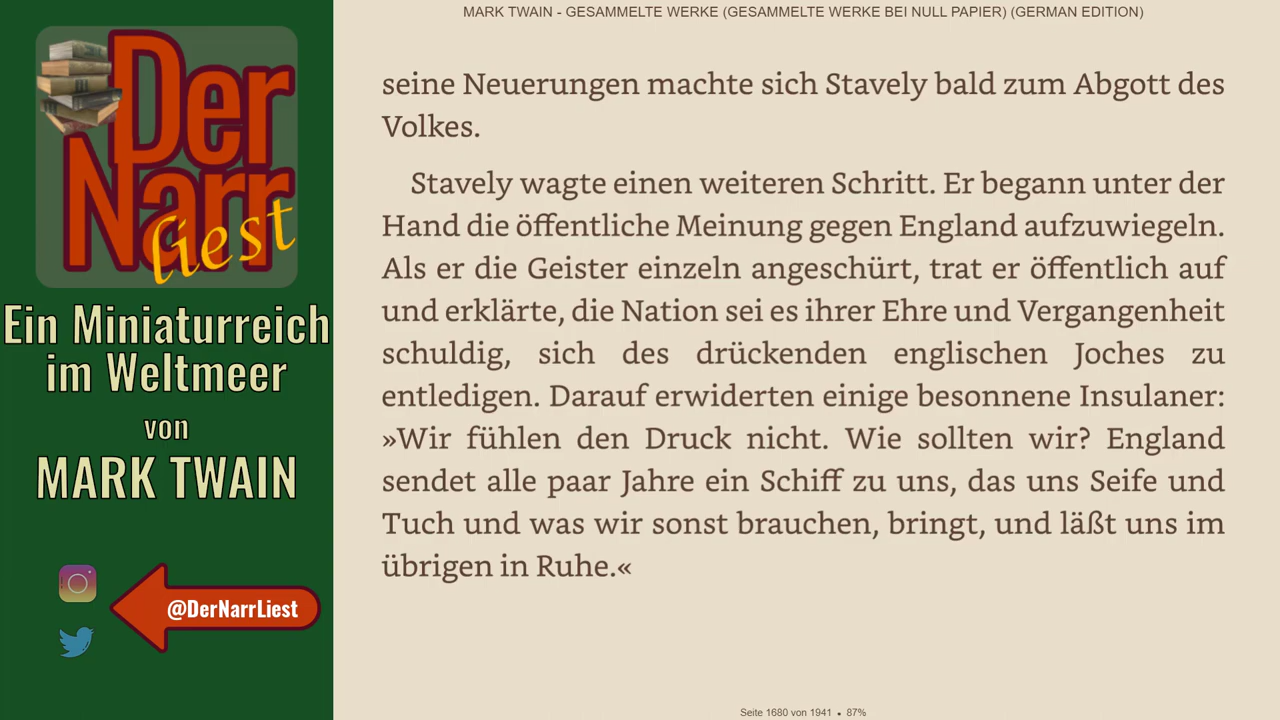 Der
Narr
liest
Ein Miniaturreich
im Weltmeer
von
MARK TWAIN
@DerNarrLiest
MARK TWAIN - GESAMMELTE WERKE (GESAMMELTE WERKE BEI NULL PAPIER) (GERMAN EDITION)
seine Neuerungen machte sich Stavely bald zum Abgott des
Volkes.
Stavely wagte einen weiteren Schritt. Er begann unter der
Hand die öffentliche Meinung gegen England aufzuwiegeln.
Als er die Geister einzeln angeschürt, trat er öffentlich auf
und erklärte, die Nation sei es ihrer Ehre und Vergangenheit
schuldig, sich des drückenden englischen Joches zu
entledigen. Darauf erwiderten einige besonnene Insulaner:
»Wir fühlen den Druck nicht. Wie sollten wir? England
sendet alle paar Jahre ein Schiff zu uns, das uns Seife und
Tuch und was wir sonst brauchen, bringt, und läßt uns im
übrigen in Ruhe.«
Seite 1680 von 1941 • 87%